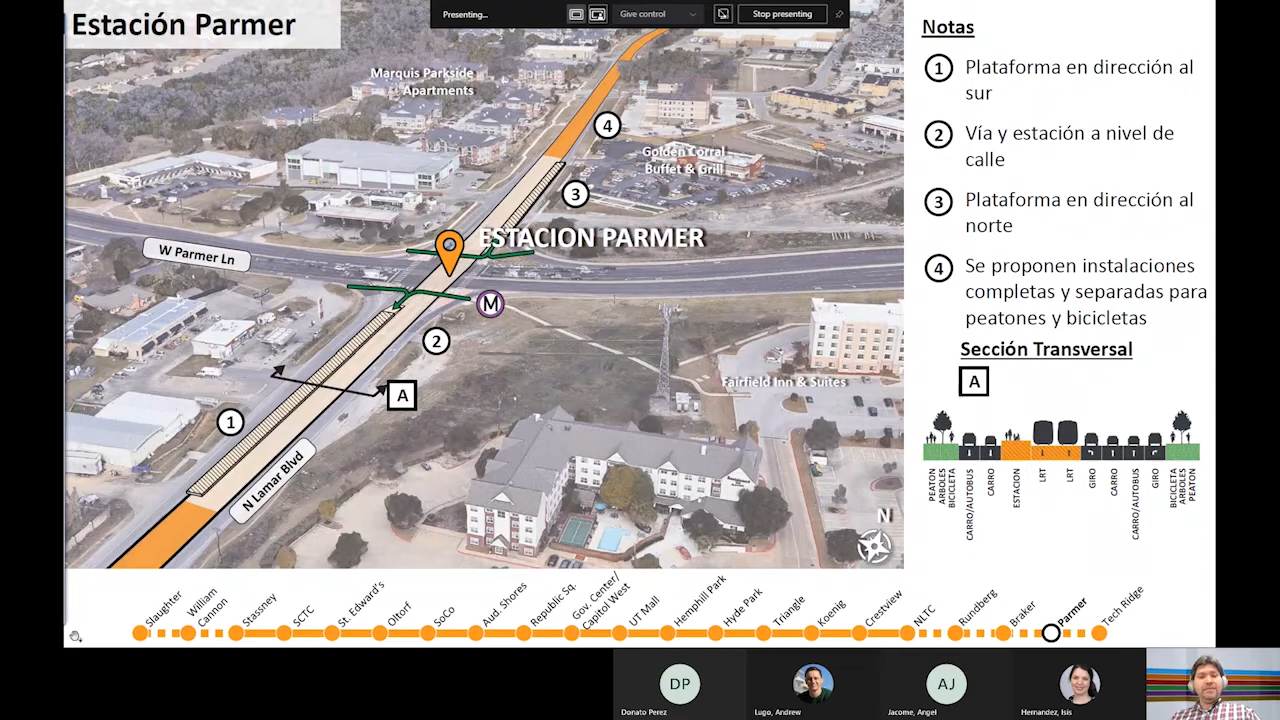 Estación Parmer
Presenting...
Give control
Stop presenting
Marquis Parkside
Apartments
4
Golden Corral
Buffet & Grill
3
ESTACION PARMER
W Parmer Ln
M
2
Fairfield Inn & Suites
A
1
N Lamar Blvd
N
Notas
1 Plataforma en dirección al
sur
2 Vía y estación a nivel de
calle
3 Plataforma en dirección al
norte
4 Se proponen instalaciones
completas y separadas para
peatones y bicicletas
Sección Transversal
A
PEATON
ARBOLES
BICICLETA
CARRO/AUTOBUS
CARRO
ESTACION
LRT
LRT
GIRO
CARRO
CARRO/AUTOBUS
GIRO
BICICLETA
ARBOLES
PEATON
Slaughter
William
Cannon
Stassney
SCTC
St. Edward's
Oltorf
SoCo
Aud. Shores
Republic Sq.
Gov. Center/
Capitol West
UT Mall
Hemphill Park
Hyde Park
Triangle
Koenig
Crestview
NLTC
Rundberg
Braker
Parmer
Tech Ridge
DP
Donato Perez
Lugo, Andrew
AJ
Jacome, Angel
Hernandez, Isis